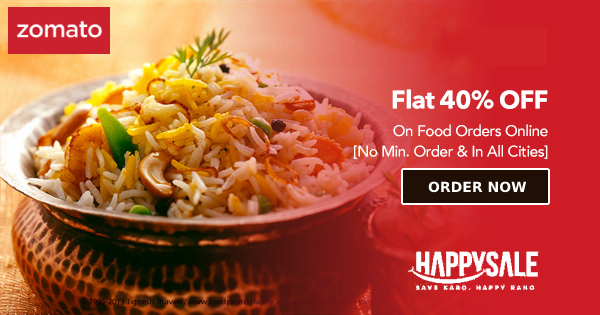 zomato
Flat 40% OFF
On Food Orders Online
[No Min. Order & In All Cities]
ORDER NOW
HAPPYSALE
SAVE KARO. HAPPY RAHO